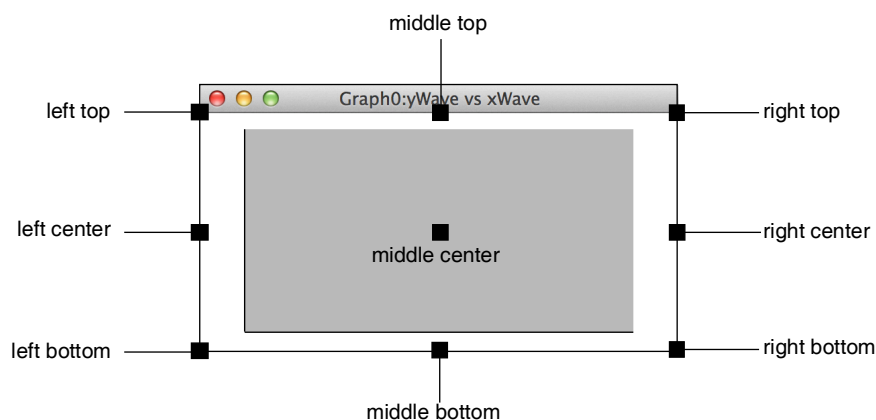 middle top
Graph0:yWave vs xWave
left top
right top
left center
right center
middle center
left bottom
right bottom
middle bottom